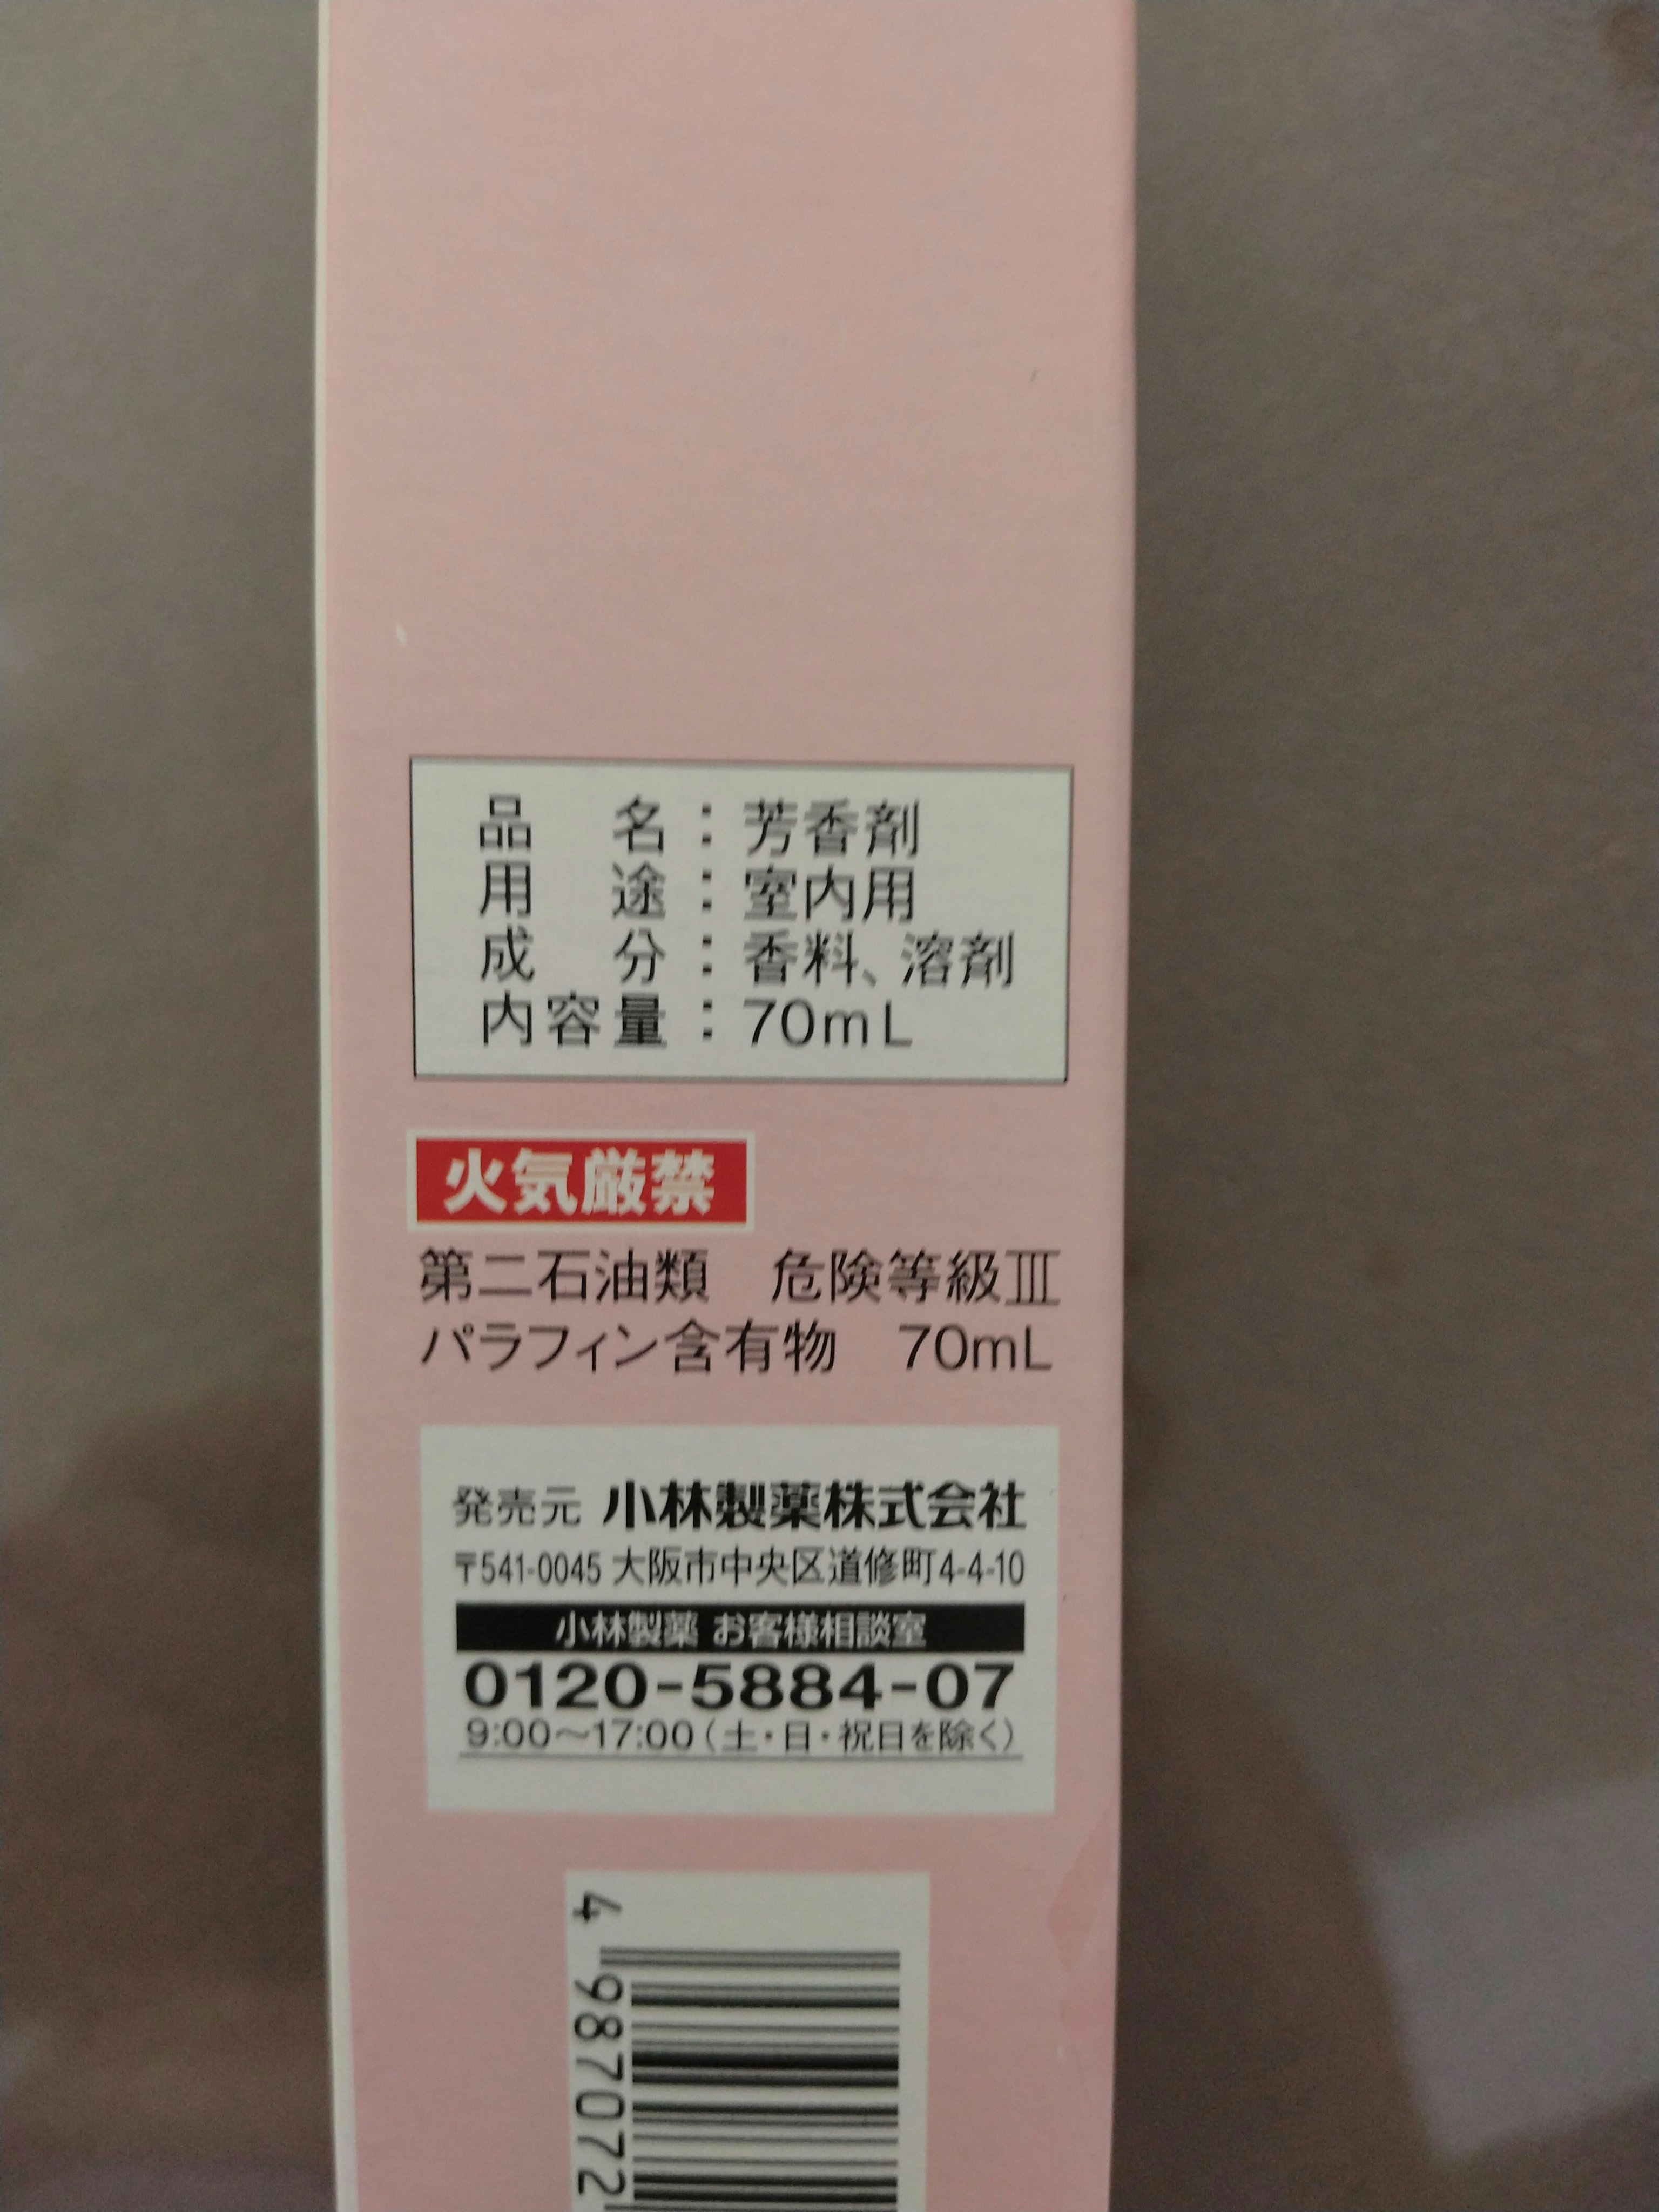 品名：芳香剤
用途：室内用
成分：香料、溶剤
内容量：70mL
火気厳禁
第二石油類　危険等級Ⅲ
パラフィン含有物　70mL
発売元 小林製薬株式会社
〒541-0045 大阪市中央区道修町4-4-10
小林製薬 お客様相談室
0120-5884-07
9:00～17:00（土・日・祝日を除く）
4 987072